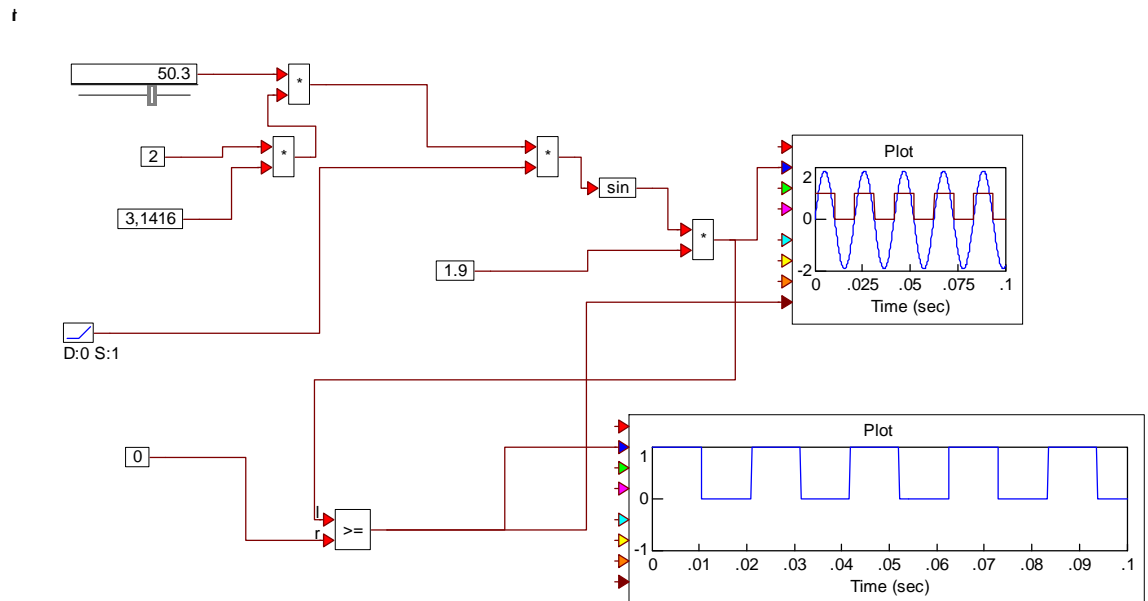 t
50.3
*
2
*
3,1416
*
sin
*
1.9
D:0 S:1
Plot
2
0
-2
0 .025 .05 .075 .1
Time (sec)
0
l
r
>=
Plot
1
0
-1
0 .01 .02 .03 .04 .05 .06 .07 .08 .09 .1
Time (sec)